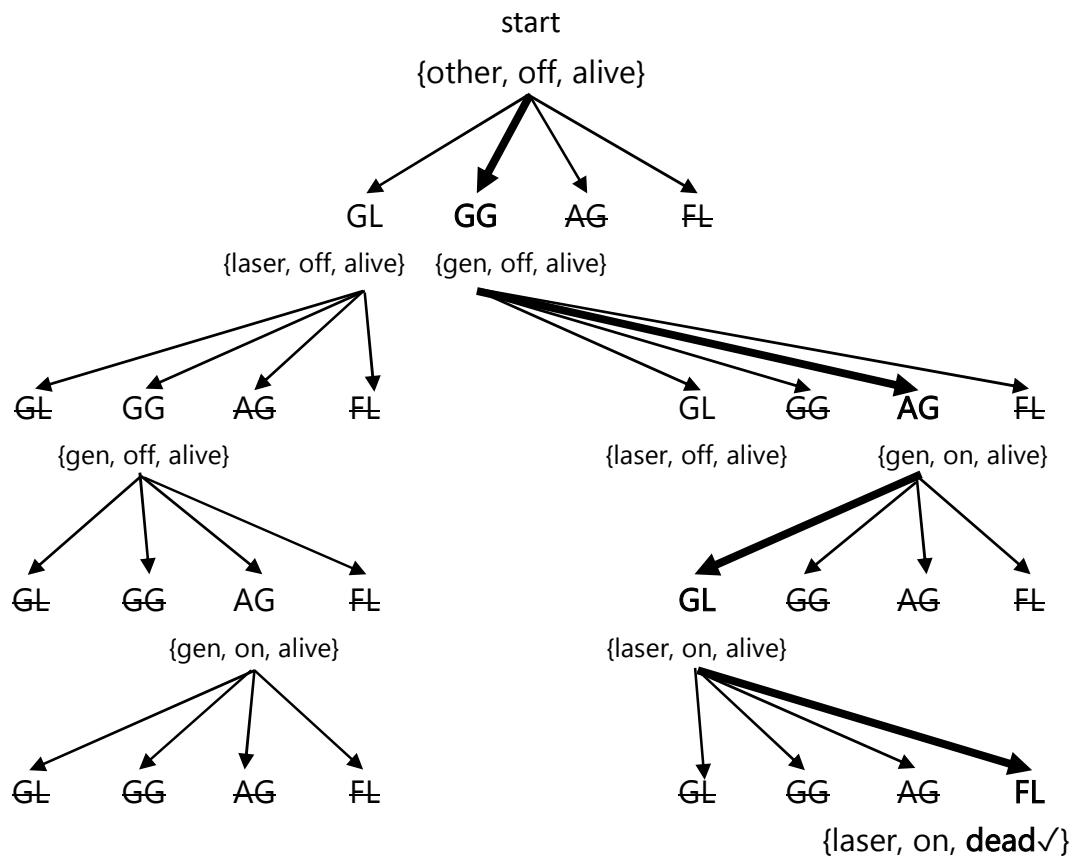 start
{other, off, alive}
GL GG AG FL
{laser, off, alive} {gen, off, alive}
GL GG AG FL GL GG AG FL
{gen, off, alive} {laser, off, alive} {gen, on, alive}
GL GG AG FL GL GG AG FL
{gen, on, alive} {laser, on, alive}
GL GG AG FL GL GG AG FL
{laser, on, dead✓}